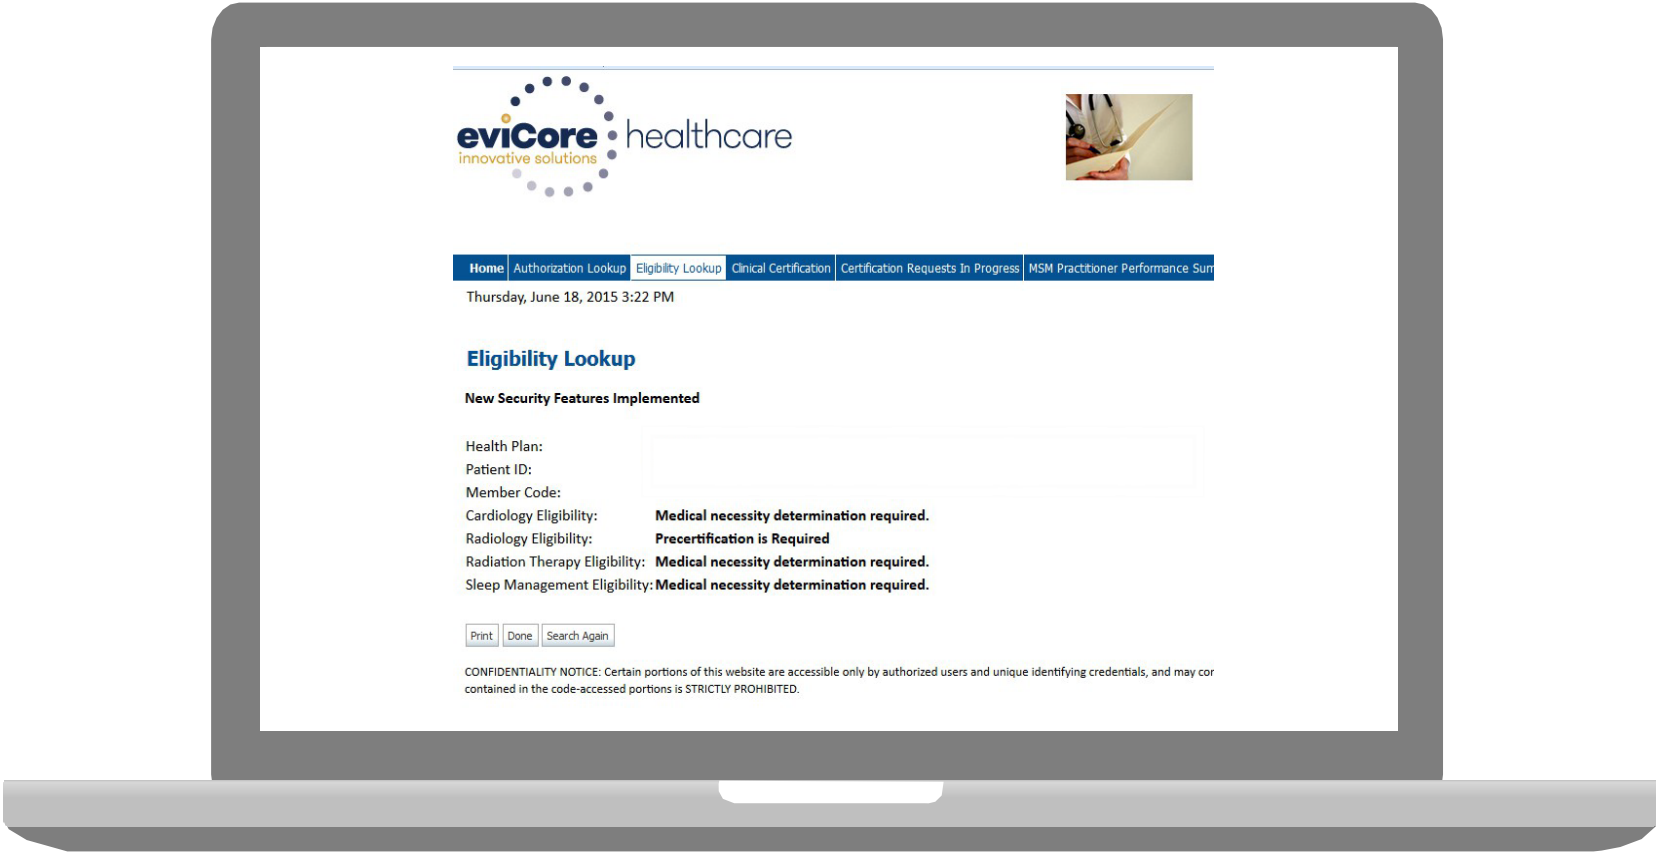 eviCore healthcare
innovative solutions
Home Authorization Lookup Eligibility Lookup Clinical Certification Certification Requests In Progress MSM Practitioner Performance Sum
Thursday, June 18, 2015 3:22 PM
Eligibility Lookup
New Security Features Implemented
Health Plan:
Patient ID:
Member Code:
Cardiology Eligibility: Medical necessity determination required.
Radiology Eligibility: Precertification is Required
Radiation Therapy Eligibility: Medical necessity determination required.
Sleep Management Eligibility: Medical necessity determination required.
Print Done Search Again
CONFIDENTIALITY NOTICE: Certain portions of this website are accessible only by authorized users and unique identifying credentials, and may cor
contained in the code-accessed portions is STRICTLY PROHIBITED.